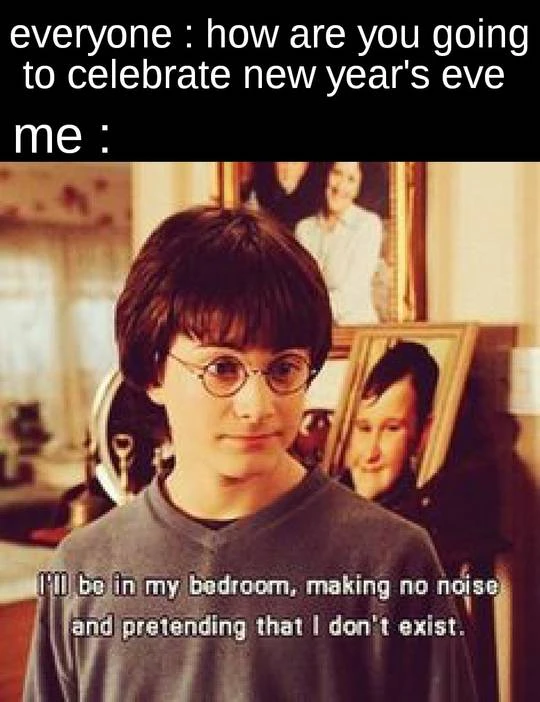 everyone : how are you going
to celebrate new year's eve
me :
I'll be in my bedroom, making no noise
and pretending that I don't exist.